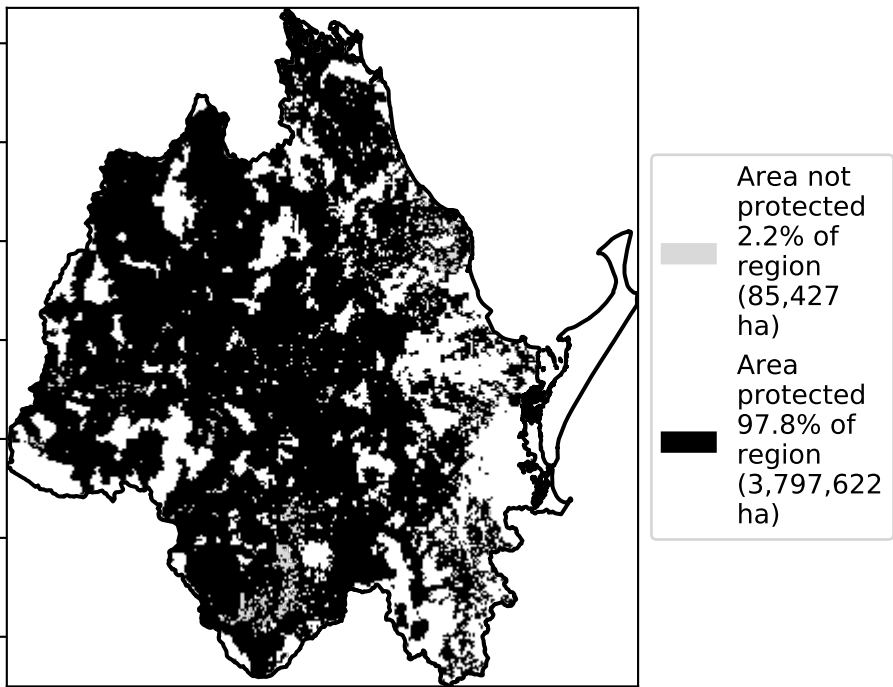 Area not
protected
2.2% of
region
(85,427
ha)
Area
protected
97.8% of
region
(3,797,622
ha)